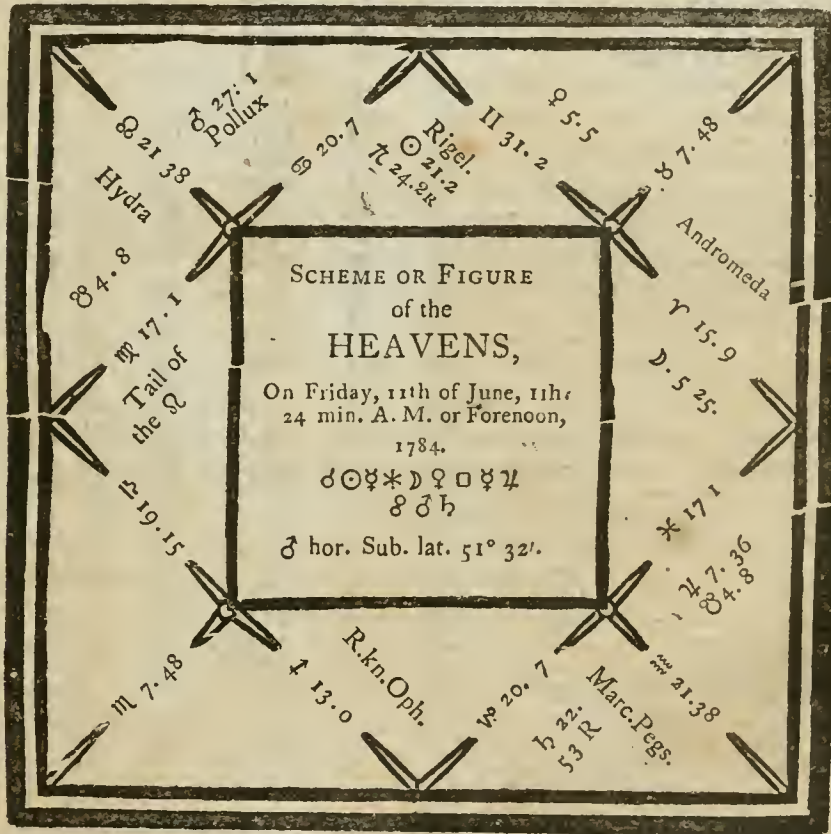 ♂ 27. 1
Pollux
♌ 21 38
Hydra
☋ 4. 8
♍ 17. 1
Tail of
the ♌
♎ 19.15
♏ 7.48
♋ 20. 7
Rigel.
☉ 21.2
24.2R
II 31. 2
♀ 5.5
♉ 7.48
Andromeda
♈ 15.9
☽. 5 25.
♓ 17 1
♃ 7. 36
☊ 4.8
♒ 21.38
Marc.Pegs.
♄ 22.
53 R
♑ 20. 7
R.kn.Oph.
♐ 13.0
SCHEME OR FIGURE
of the
HEAVENS,
On Friday, 11th of June, 11h.
24 min. A. M. or Forenoon,
1784.
☌☉☿⚹☽♀□☿♃
☍♂♄
♂ hor. Sub. lat. 51° 32'.